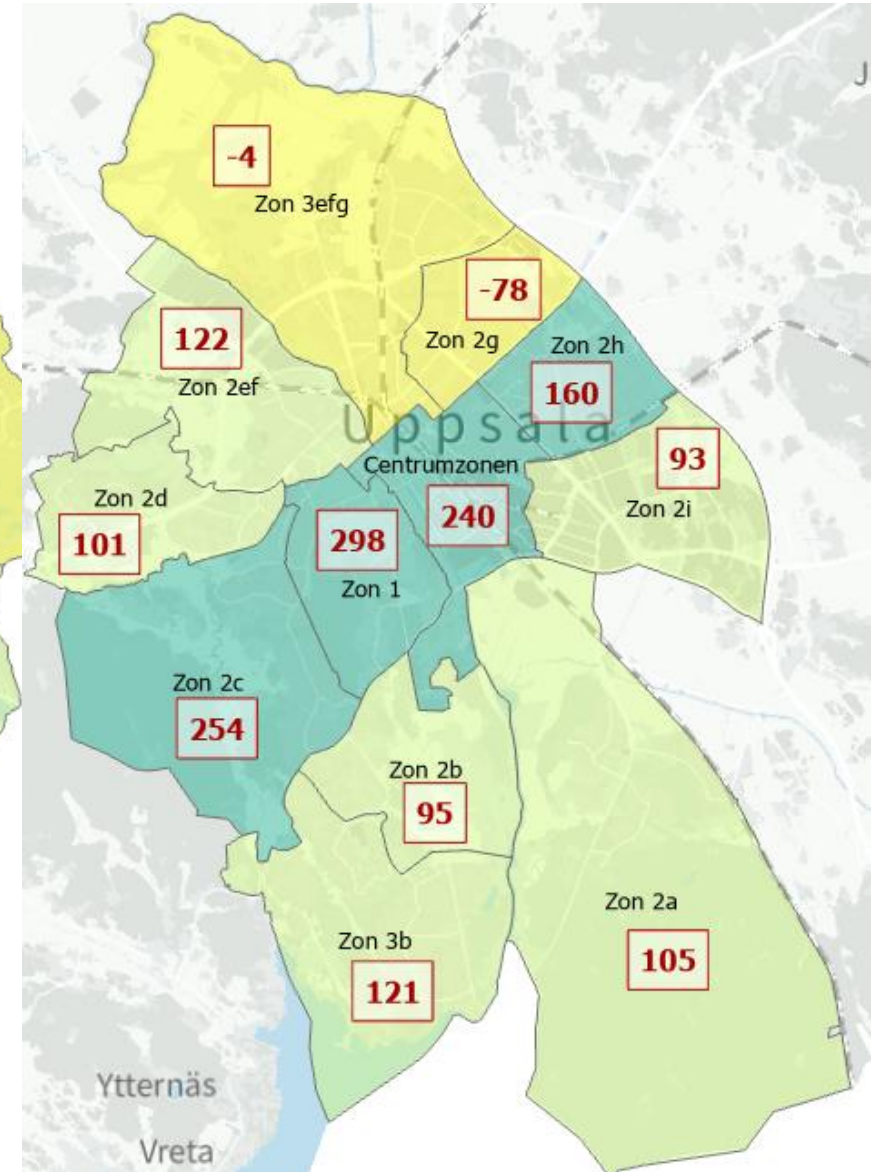 J
-4
Zon 3efg
-78
Zon 2g
122
Zon 2ef
Zon 2h
160
Uppsala
Centrumzonen
240
93
Zon 2i
Zon 2d
101
298
Zon 1
Zon 2c
254
Zon 2b
95
Zon 2a
105
Zon 3b
121
Ytternäs
Vreta